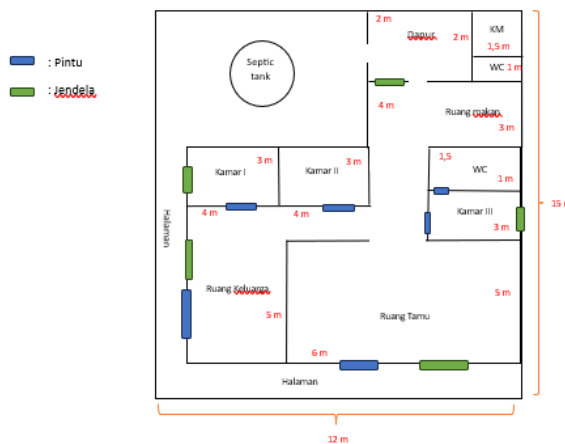 : Pintu
: Jendela
Septic
tank
2 m
Dapur
2 m
KM
1,5 m
WC 1 m
4 m
Ruang makan
3 m
Kamar I
3 m
Kamar II
3 m
1,5
WC
1 m
4 m
4 m
Kamar III
3 m
Halaman
Ruang Keluarga
5 m
Ruang Tamu
5 m
6 m
Halaman
12 m
15 m